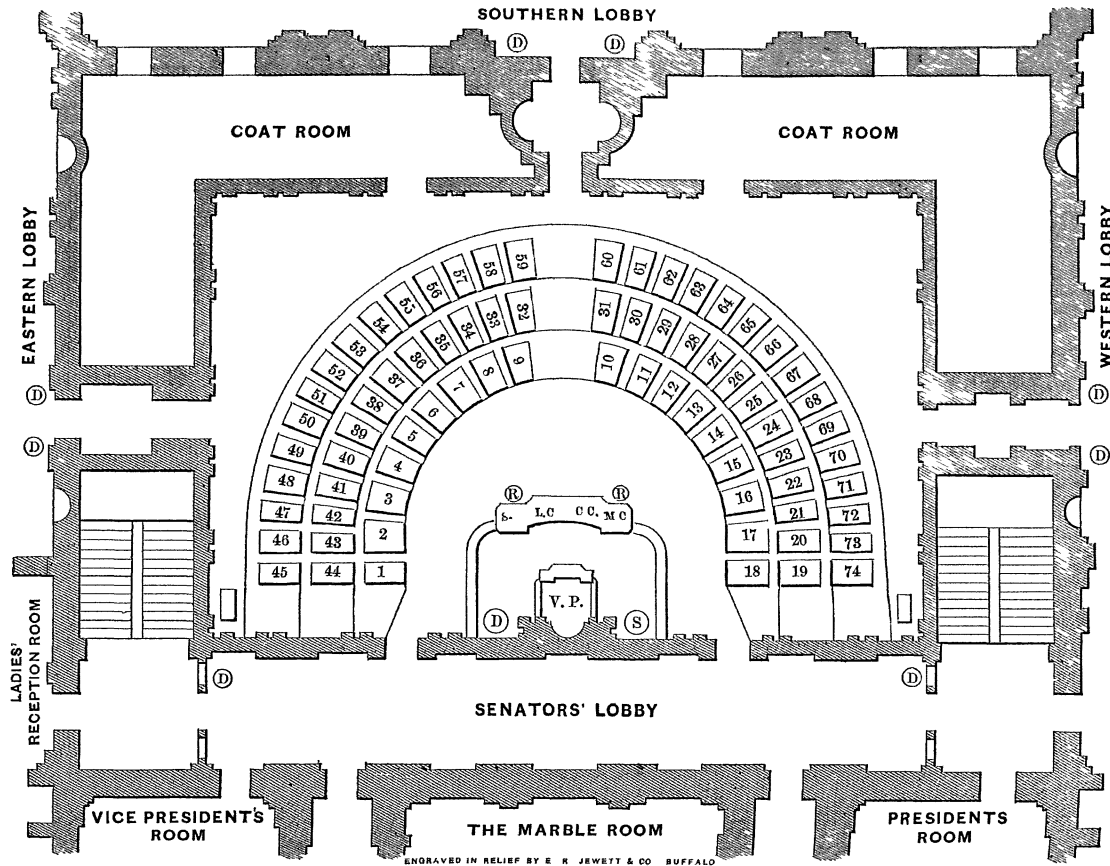 SOUTHERN LOBBY
D
D
COAT ROOM
COAT ROOM
EASTERN LOBBY
WESTERN LOBBY
59
60
58
61
57
62
56
63
55
64
54
65
53
66
52
67
51
68
50
69
49
70
48
71
47
72
46
73
45
74
32
31
33
30
34
29
35
28
36
27
37
26
38
25
39
24
40
23
41
22
42
21
43
20
44
19
9
10
8
11
7
12
6
13
5
14
4
15
3
16
2
17
1
18
D
D
D
D
R
R
S.
L.C
C C.
M C
V. P.
D
S
LADIES'
RECEPTION ROOM
D
D
SENATORS' LOBBY
VICE PRESIDENT'S
ROOM
THE MARBLE ROOM
PRESIDENTS
ROOM
ENGRAVED IN RELIEF BY E R JEWETT & CO BUFFALO